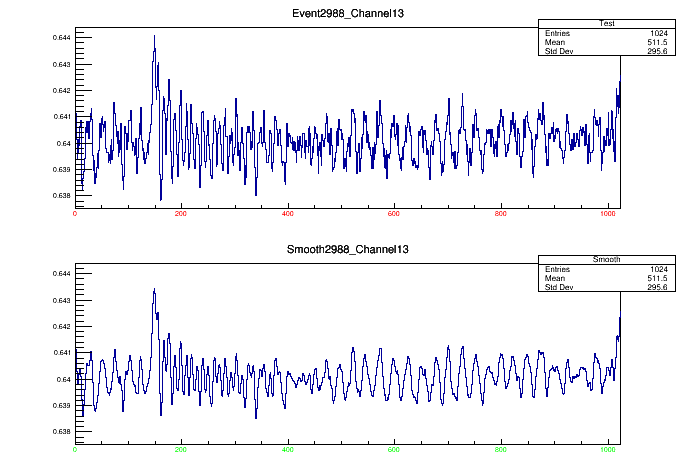 Event2988_Channel13
Test
Entries 1024
Mean 511.5
Std Dev 295.6
0.644
0.643
0.642
0.641
0.64
0.639
0.638
0 200 400 600 800 1000
Smooth2988_Channel13
Smooth
Entries 1024
Mean 511.5
Std Dev 295.6
0.644
0.643
0.642
0.641
0.64
0.639
0.638
0 200 400 600 800 1000